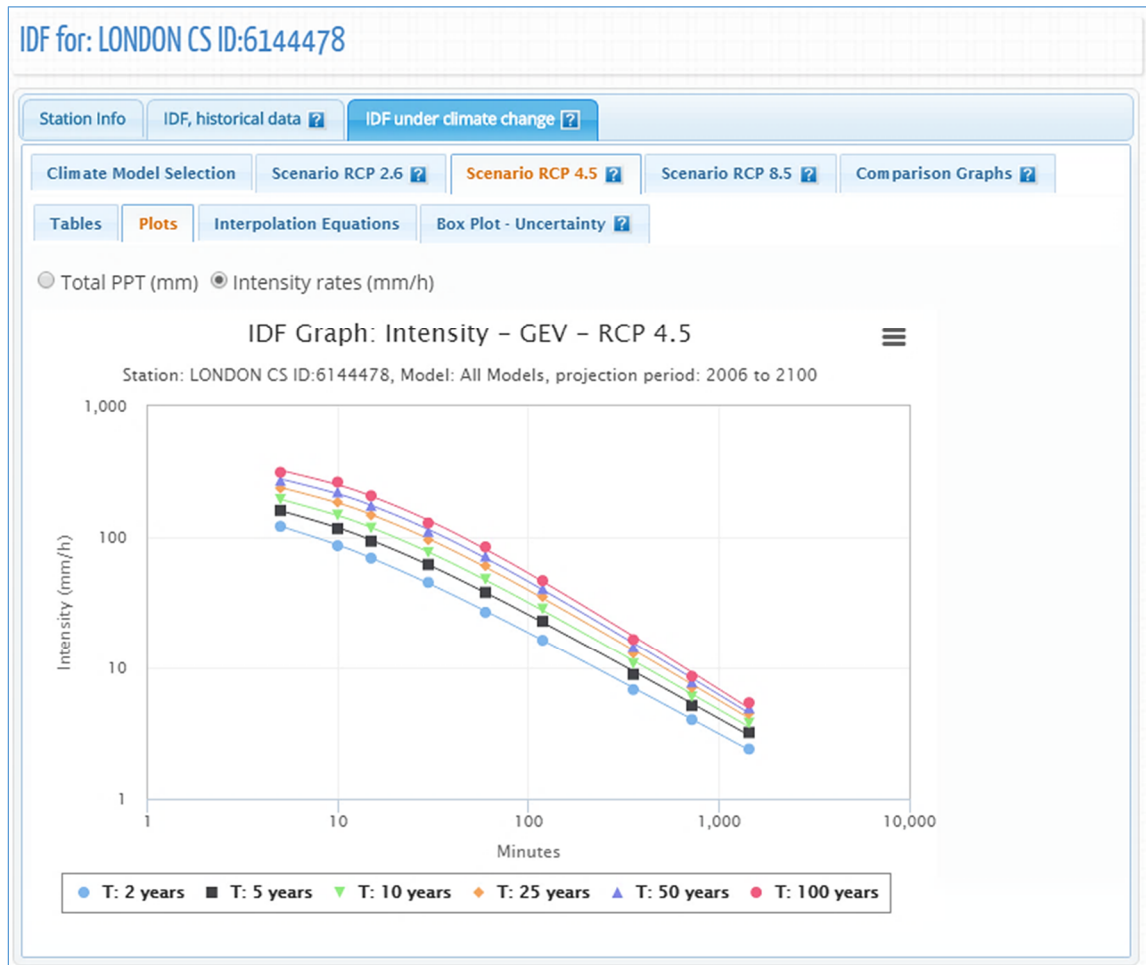 IDF for: LONDON CS ID:6144478
Station Info IDF, historical data ? IDF under climate change ?
Climate Model Selection Scenario RCP 2.6 ? Scenario RCP 4.5 ? Scenario RCP 8.5 ? Comparison Graphs ?
Tables Plots Interpolation Equations Box Plot - Uncertainty ?
Total PPT (mm) Intensity rates (mm/h)
IDF Graph: Intensity – GEV – RCP 4.5
Station: LONDON CS ID:6144478, Model: All Models, projection period: 2006 to 2100
1,000
100
10
1
Intensity (mm/h)
1 10 100 1,000 10,000
Minutes
T: 2 years T: 5 years T: 10 years T: 25 years T: 50 years T: 100 years